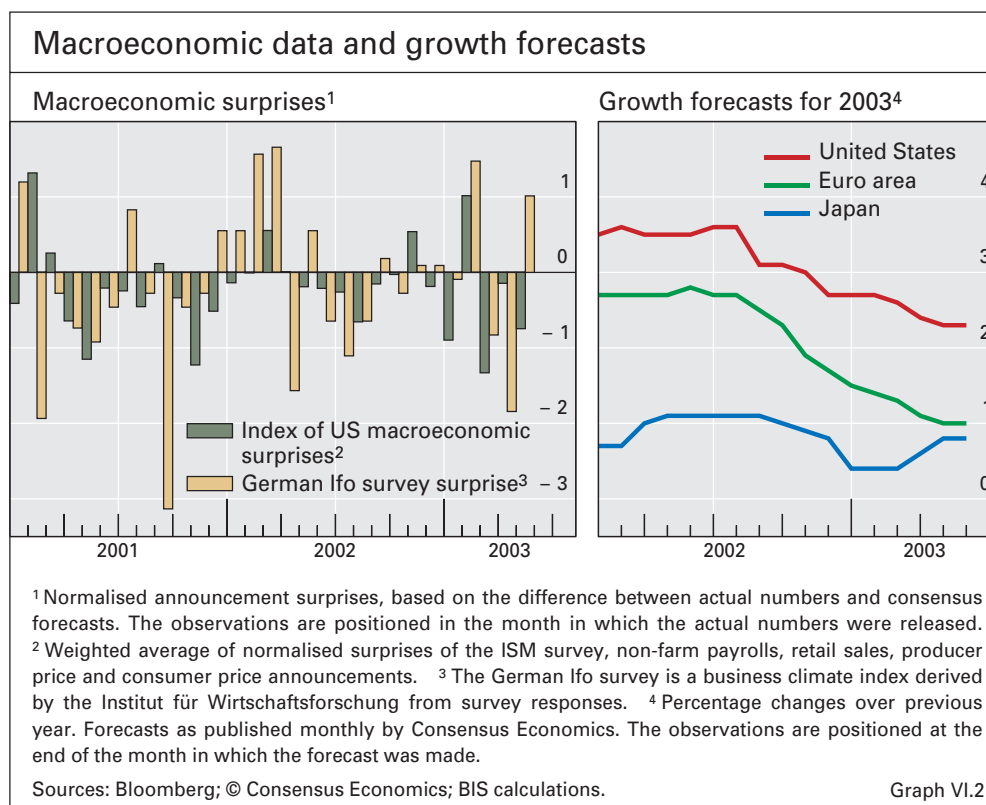 Macroeconomic data and growth forecasts
Macroeconomic surprises¹
Growth forecasts for 2003⁴
1
0
– 1
– 2
– 3
Index of US macroeconomic
surprises²
German Ifo survey surprise³
2001
2002
2003
United States
Euro area
Japan
4
3
2
1
0
2002
2003
¹ Normalised announcement surprises, based on the difference between actual numbers and consensus
forecasts. The observations are positioned in the month in which the actual numbers were released.
² Weighted average of normalised surprises of the ISM survey, non-farm payrolls, retail sales, producer
price and consumer price announcements. ³ The German Ifo survey is a business climate index derived
by the Institut für Wirtschaftsforschung from survey responses. ⁴ Percentage changes over previous
year. Forecasts as published monthly by Consensus Economics. The observations are positioned at the
end of the month in which the forecast was made.
Sources: Bloomberg; © Consensus Economics; BIS calculations.
Graph VI.2